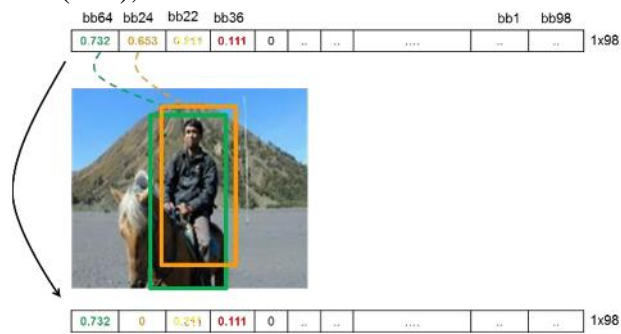 bb64 bb24 bb22 bb36 bb1 bb98
0.732 0.653 0.111 0 .. .. .... .. .. 1x98
0.732 0 0.111 0 .. .. .... .. .. 1x98